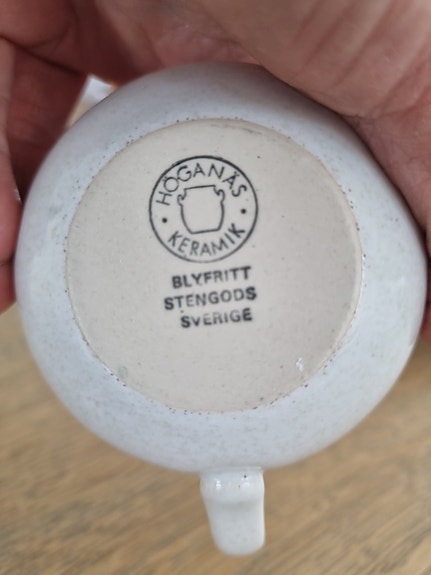 HÖGANÄS
KERAMIK
BLYFRITT
STENGODS
SVERIGE